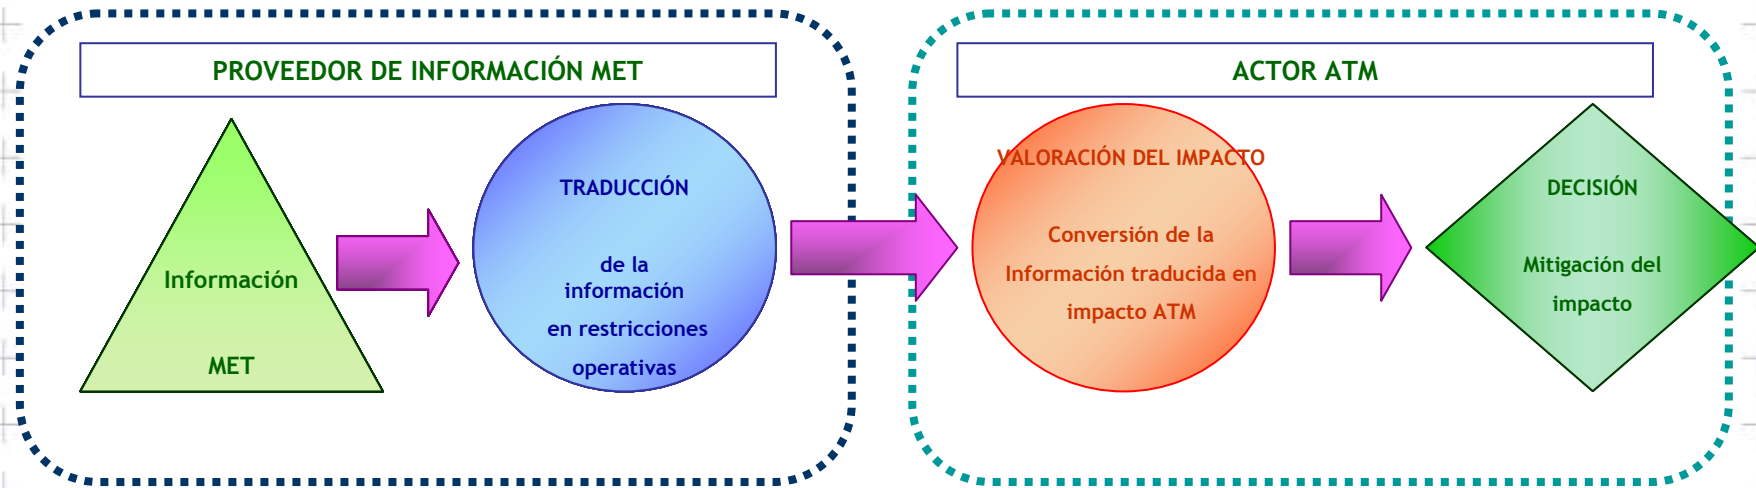 PROVEEDOR DE INFORMACIÓN MET
Información
MET
TRADUCCIÓN
de la
información
en restricciones
operativas
ACTOR ATM
VALORACIÓN DEL IMPACTO
Conversión de la
Información traducida en
impacto ATM
DECISIÓN
Mitigación del
impacto